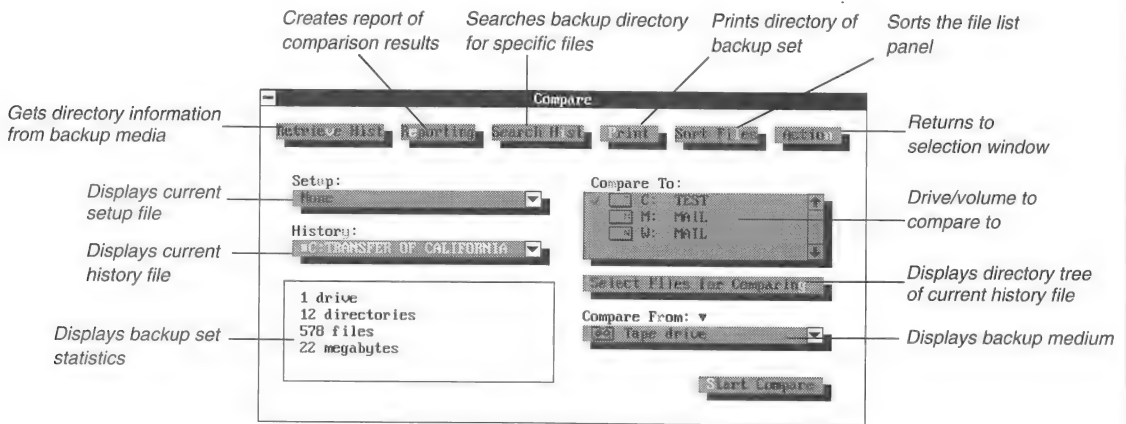 Creates report of
comparison results
Searches backup directory
for specific files
Prints directory of
backup set
Sorts the file list
panel
Gets directory information
from backup media
Compare
Retrieve Hist Reporting Search Hist Print Sort Files Action
Returns to
selection window
Displays current
setup file
Setup:
None
Compare To:
C: TEST
M: MAIL
W: MAIL
Drive/volume to
compare to
Displays current
history file
History:
C:TRANSFER OF CALIFORNIA
Select Files for Comparing
Displays directory tree
of current history file
Displays backup set
statistics
1 drive
12 directories
578 files
22 megabytes
Compare From:
Tape drive
Displays backup medium
Start Compare